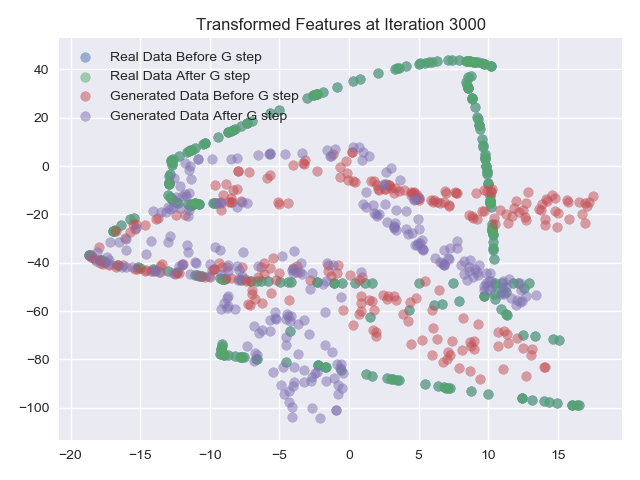 Transformed Features at Iteration 3000
Real Data Before G step
Real Data After G step
Generated Data Before G step
Generated Data After G step
40
20
0
−20
−40
−60
−80
−100
−20 −15 −10 −5 0 5 10 15